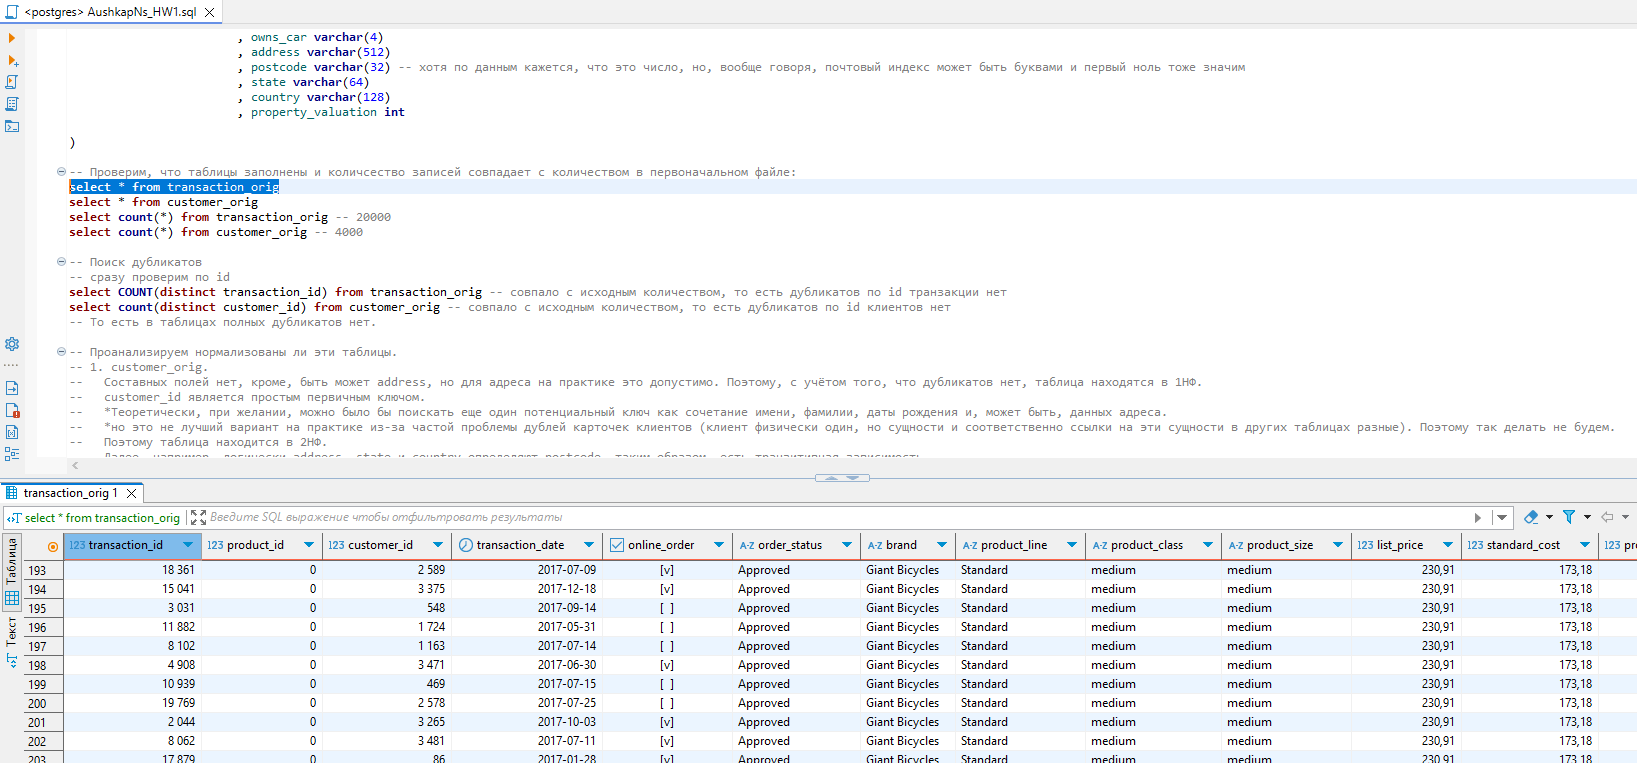 <postgres> AushkapNs_HW1.sql
, owns_car varchar(4)
, address varchar(512)
, postcode varchar(32) -- хотя по данным кажется, что это число, но, вообще говоря, почтовый индекс может быть буквами и первый ноль тоже значим
, state varchar(64)
, country varchar(128)
, property_valuation int
)
-- Проверим, что таблицы заполнены и количсество записей совпадает с количеством в первоначальном файле:
select * from transaction_orig
select * from customer_orig
select count(*) from transaction_orig -- 20000
select count(*) from customer_orig -- 4000
-- Поиск дубликатов
-- сразу проверим по id
select COUNT(distinct transaction_id) from transaction_orig -- совпало с исходным количеством, то есть дубликатов по id транзакции нет
select count(distinct customer_id) from customer_orig -- совпало с исходным количеством, то есть дубликатов по id клиентов нет
-- То есть в таблицах полных дубликатов нет.
-- Проанализируем нормализованы ли эти таблицы.
-- 1. customer_orig.
-- Составных полей нет, кроме, быть может address, но для адреса на практике это допустимо. Поэтому, с учётом того, что дубликатов нет, таблица находятся в 1НФ.
-- customer_id является простым первичным ключом.
-- *Теоретически, при желании, можно было бы поискать еще один потенциальный ключ как сочетание имени, фамилии, даты рождения и, может быть, данных адреса.
-- *но это не лучший вариант на практике из-за частой проблемы дублей карточек клиентов (клиент физически один, но сущности и соответственно ссылки на эти сущности в других таблицах разные). Поэтому так делать не будем.
-- Поэтому таблица находится в 2НФ.
-- Далее, например, логически address, state и country определяют postcode, таким образом, есть транзитивная зависимость
transaction_orig 1
select * from transaction_orig Введите SQL выражение чтобы отфильтровать результаты
Таблица
Текст
123 transaction_id 123 product_id 123 customer_id transaction_date online_order A-Z order_status A-Z brand A-Z product_line A-Z product_class A-Z product_size 123 list_price 123 standard_cost 123 pr
193 18 361 0 2 589 2017-07-09 [v] Approved Giant Bicycles Standard medium medium 230,91 173,18
194 15 041 0 3 375 2017-12-18 [v] Approved Giant Bicycles Standard medium medium 230,91 173,18
195 3 031 0 548 2017-09-14 [ ] Approved Giant Bicycles Standard medium medium 230,91 173,18
196 11 882 0 1 724 2017-05-31 [ ] Approved Giant Bicycles Standard medium medium 230,91 173,18
197 8 102 0 1 163 2017-07-14 [ ] Approved Giant Bicycles Standard medium medium 230,91 173,18
198 4 908 0 3 471 2017-06-30 [v] Approved Giant Bicycles Standard medium medium 230,91 173,18
199 10 939 0 469 2017-07-15 [ ] Approved Giant Bicycles Standard medium medium 230,91 173,18
200 19 769 0 2 578 2017-07-25 [ ] Approved Giant Bicycles Standard medium medium 230,91 173,18
201 2 044 0 3 265 2017-10-03 [v] Approved Giant Bicycles Standard medium medium 230,91 173,18
202 8 062 0 3 481 2017-07-11 [v] Approved Giant Bicycles Standard medium medium 230,91 173,18
203 17 879 0 86 2017-01-28 [v] Approved Giant Bicycles Standard medium medium 230,91 173,18